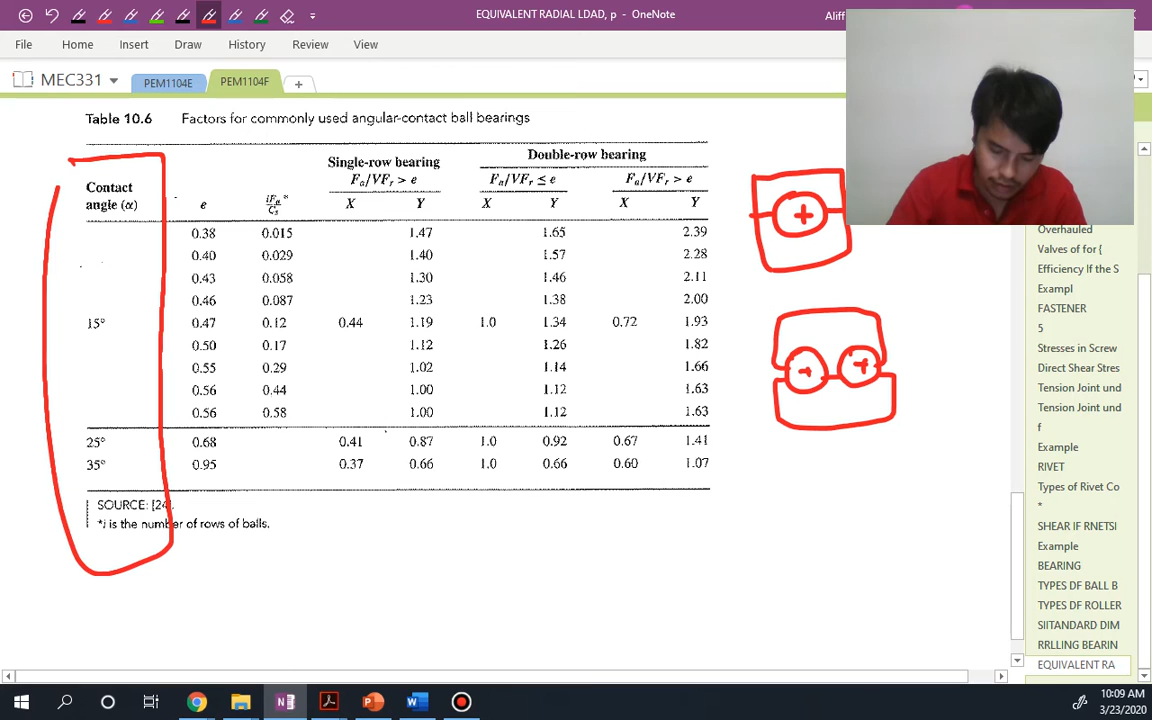 EQUIVALENT RADIAL LDAD, p - OneNote
Aliff
File Home Insert Draw History Review View
MEC331
PEM1104E
PEM1104F
Table 10.6 Factors for commonly used angular-contact ball bearings
Single-row bearing Double-row bearing
Contact angle (α) e iFa/Cs* Fa/VFr > e Fa/VFr ≤ e Fa/VFr > e
X Y X Y X Y
0.38 0.015 1.47 1.65 2.39
0.40 0.029 1.40 1.57 2.28
0.43 0.058 1.30 1.46 2.11
0.46 0.087 1.23 1.38 2.00
15° 0.47 0.12 0.44 1.19 1.0 1.34 0.72 1.93
0.50 0.17 1.12 1.26 1.82
0.55 0.29 1.02 1.14 1.66
0.56 0.44 1.00 1.12 1.63
0.56 0.58 1.00 1.12 1.63
25° 0.68 0.41 0.87 1.0 0.92 0.67 1.41
35° 0.95 0.37 0.66 1.0 0.66 0.60 1.07
SOURCE: [24].
*i is the number of rows of balls.
Overhauled
Valves of for {
Efficiency If the S
Exampl
FASTENER
5
Stresses in Screw
Direct Shear Stres
Tension Joint und
Tension Joint und
f
Example
RIVET
Types of Rivet Co
*
SHEAR IF RNETSI
Example
BEARING
TYPES DF BALL B
TYPES DF ROLLER
SIITANDARD DIM
RRLLING BEARIN
EQUIVALENT RA
10:09 AM
3/23/2020